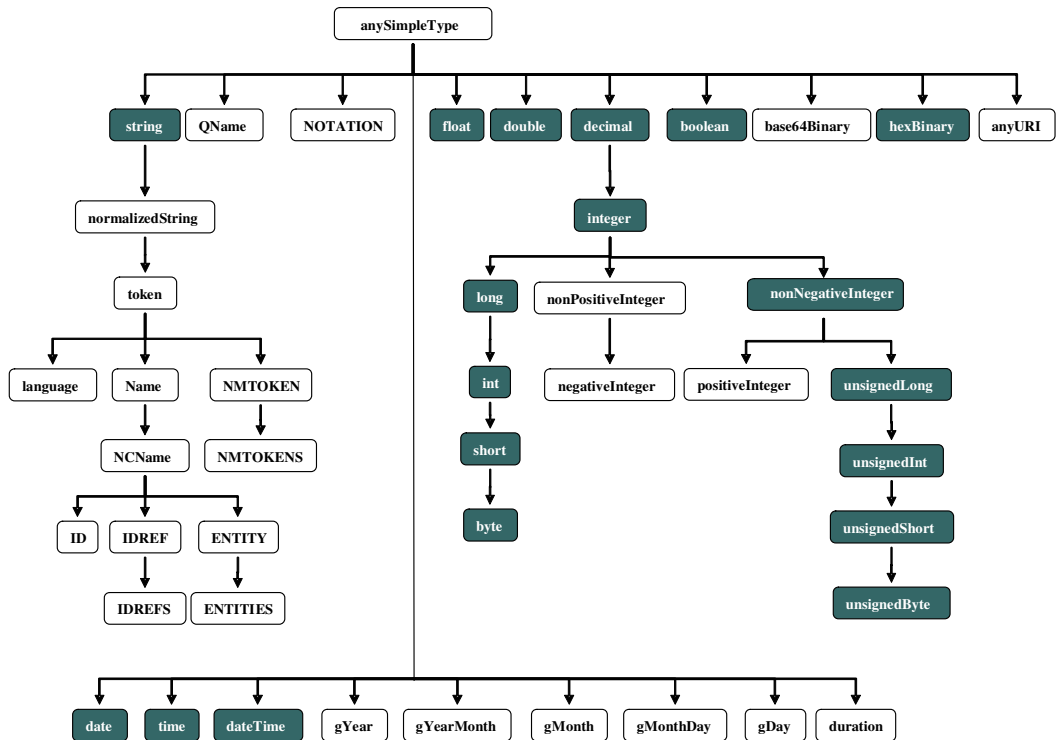 anySimpleType
string
QName
NOTATION
float
double
decimal
boolean
base64Binary
hexBinary
anyURI
normalizedString
integer
token
long
nonPositiveInteger
nonNegativeInteger
language
Name
NMTOKEN
int
negativeInteger
positiveInteger
unsignedLong
NCName
NMTOKENS
short
unsignedInt
ID
IDREF
ENTITY
byte
unsignedShort
IDREFS
ENTITIES
unsignedByte
date
time
dateTime
gYear
gYearMonth
gMonth
gMonthDay
gDay
duration